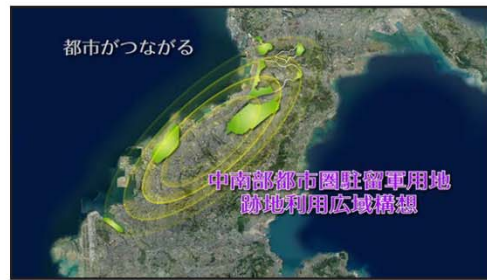 都市がつながる
中南部都市圏駐留軍用地
跡地利用広域構想